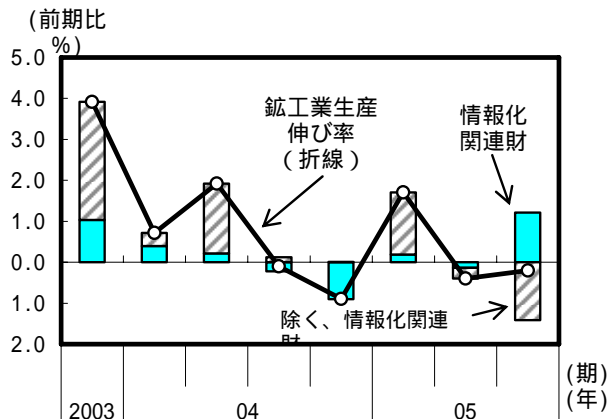 (前期比
%)
5.0
4.0
3.0
2.0
1.0
0.0
1.0
2.0
鉱工業生産
伸び率
(折線)
情報化
関連財
除く、情報化関連
財
(期)
(年)
2003
04
05